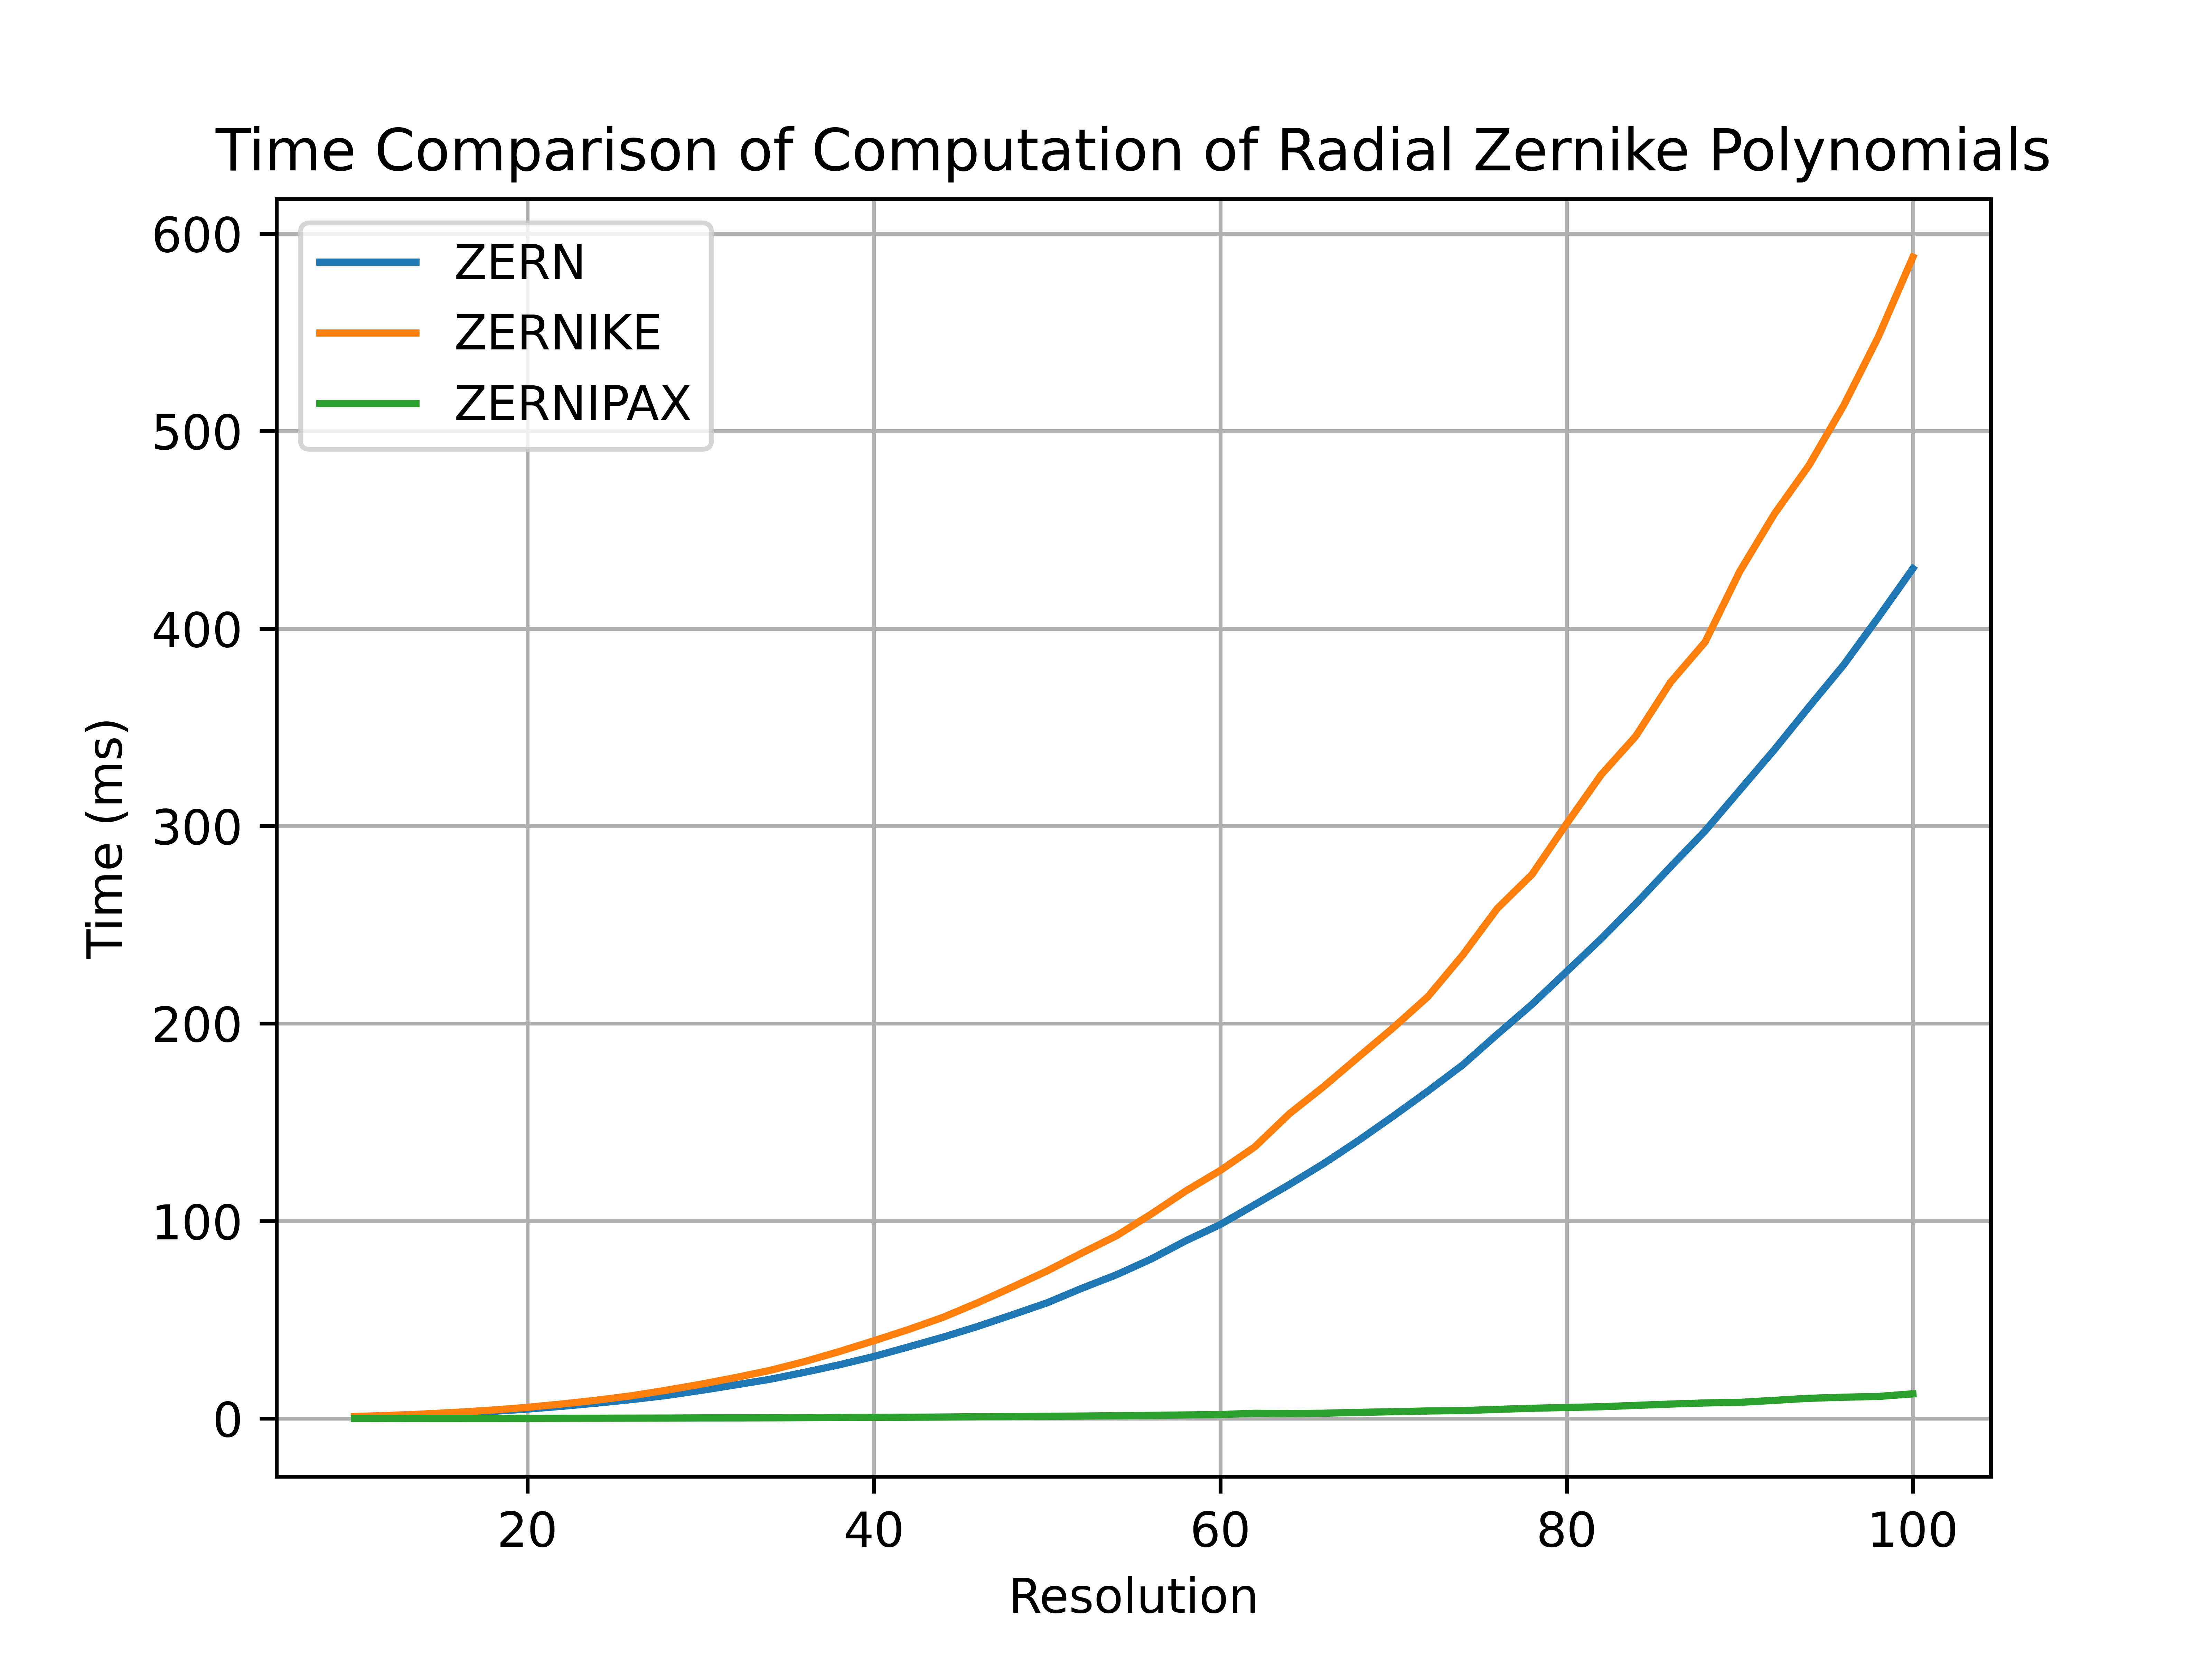 Time Comparison of Computation of Radial Zernike Polynomials
ZERN
ZERNIKE
ZERNIPAX
600
500
400
300
200
100
0
Time (ms)
20 40 60 80 100
Resolution